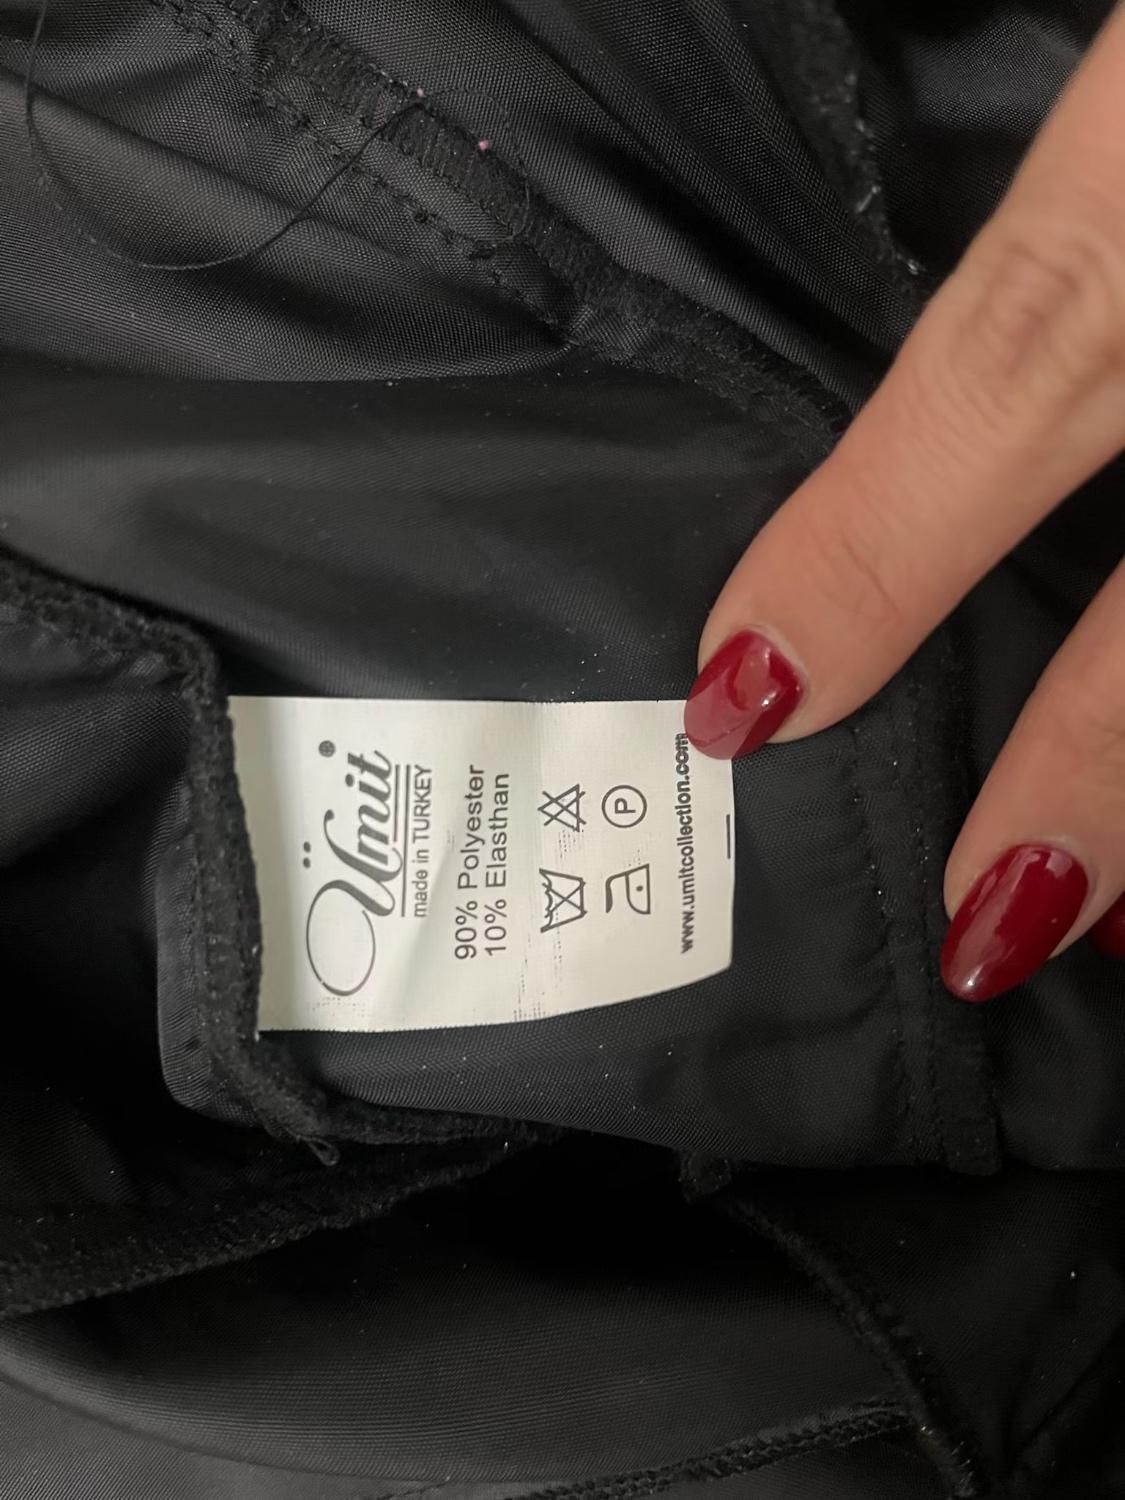 Ümit
made in TURKEY
90% Polyester
10% Elasthan
P
www.umitcollection.com